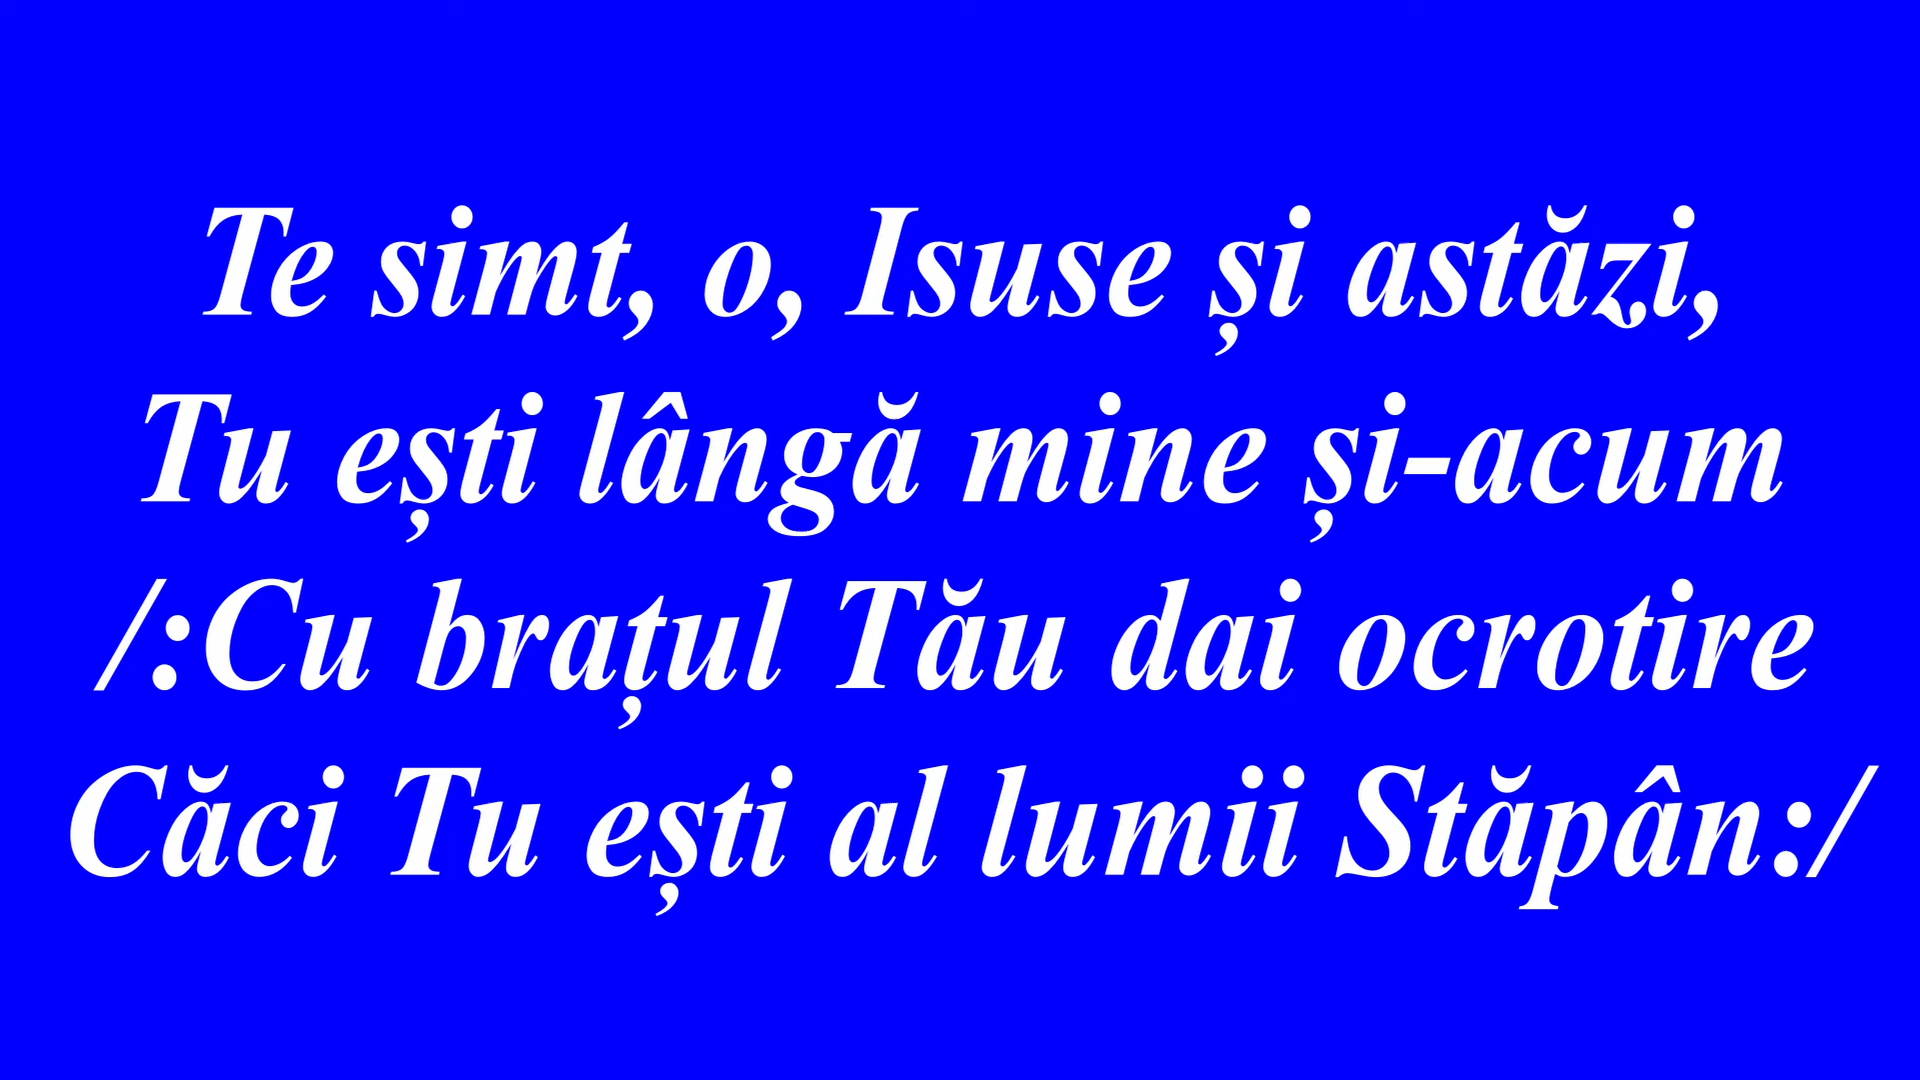 Te simt, o, Isuse și astăzi,
Tu ești lângă mine și-acum
/:Cu brațul Tău dai ocrotire
Căci Tu ești al lumii Stăpân:/